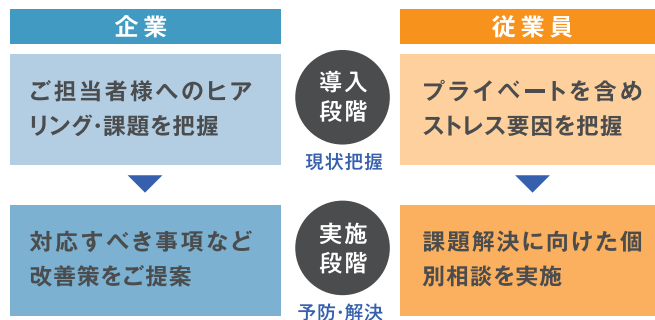 企業
従業員
ご担当者様へのヒア
リング・課題を把握
導入
段階
現状把握
プライベートを含め
ストレス要因を把握
対応すべき事項など
改善策をご提案
実施
段階
予防・解決
課題解決に向けた個
別相談を実施